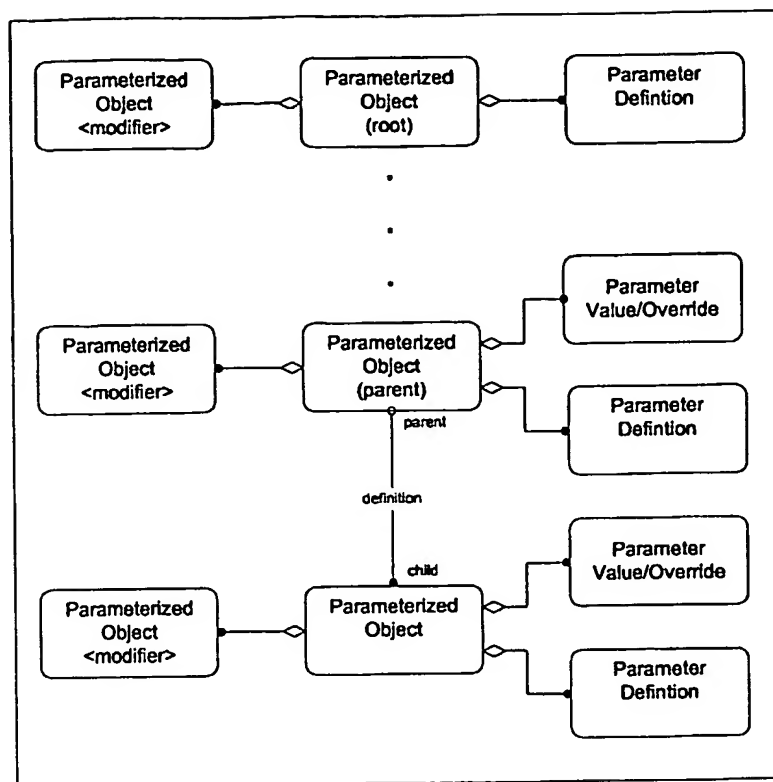 Parameterized
Object
<modifier>
Parameterized
Object
(root)
Parameter
Defintion
Parameterized
Object
<modifier>
Parameterized
Object
(parent)
Parameter
Value/Override
Parameter
Defintion
parent
definition
child
Parameterized
Object
<modifier>
Parameterized
Object
Parameter
Value/Override
Parameter
Defintion